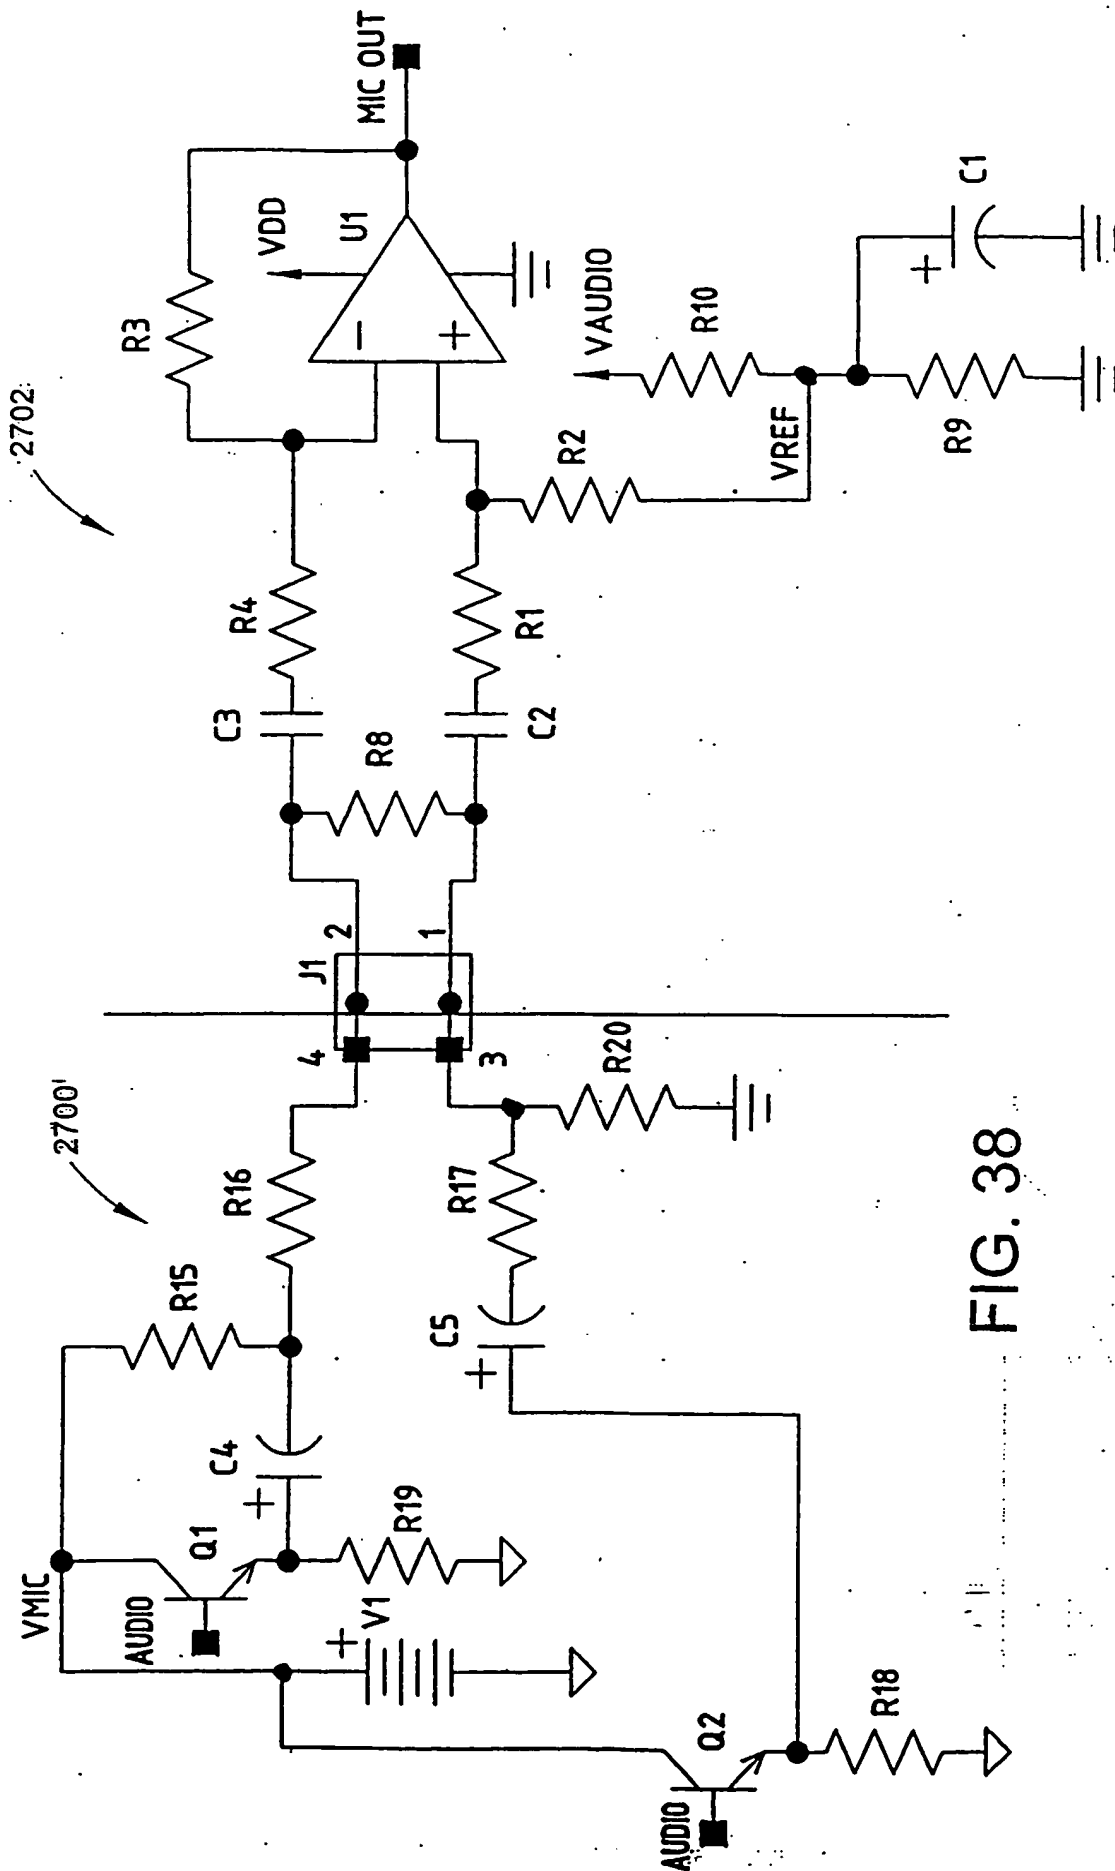 2700'
2702
VMIC
AUDIO
Q1
R15
C4
+
R16
R19
V1
+
AUDIO
Q2
R18
C5
+
R17
R20
J1
4
3
2
1
C3
R4
R8
C2
R1
R3
R2
VREF
VDD
U1
−
+
MIC OUT
VAUDIO
R10
R9
C1
+
FIG. 38